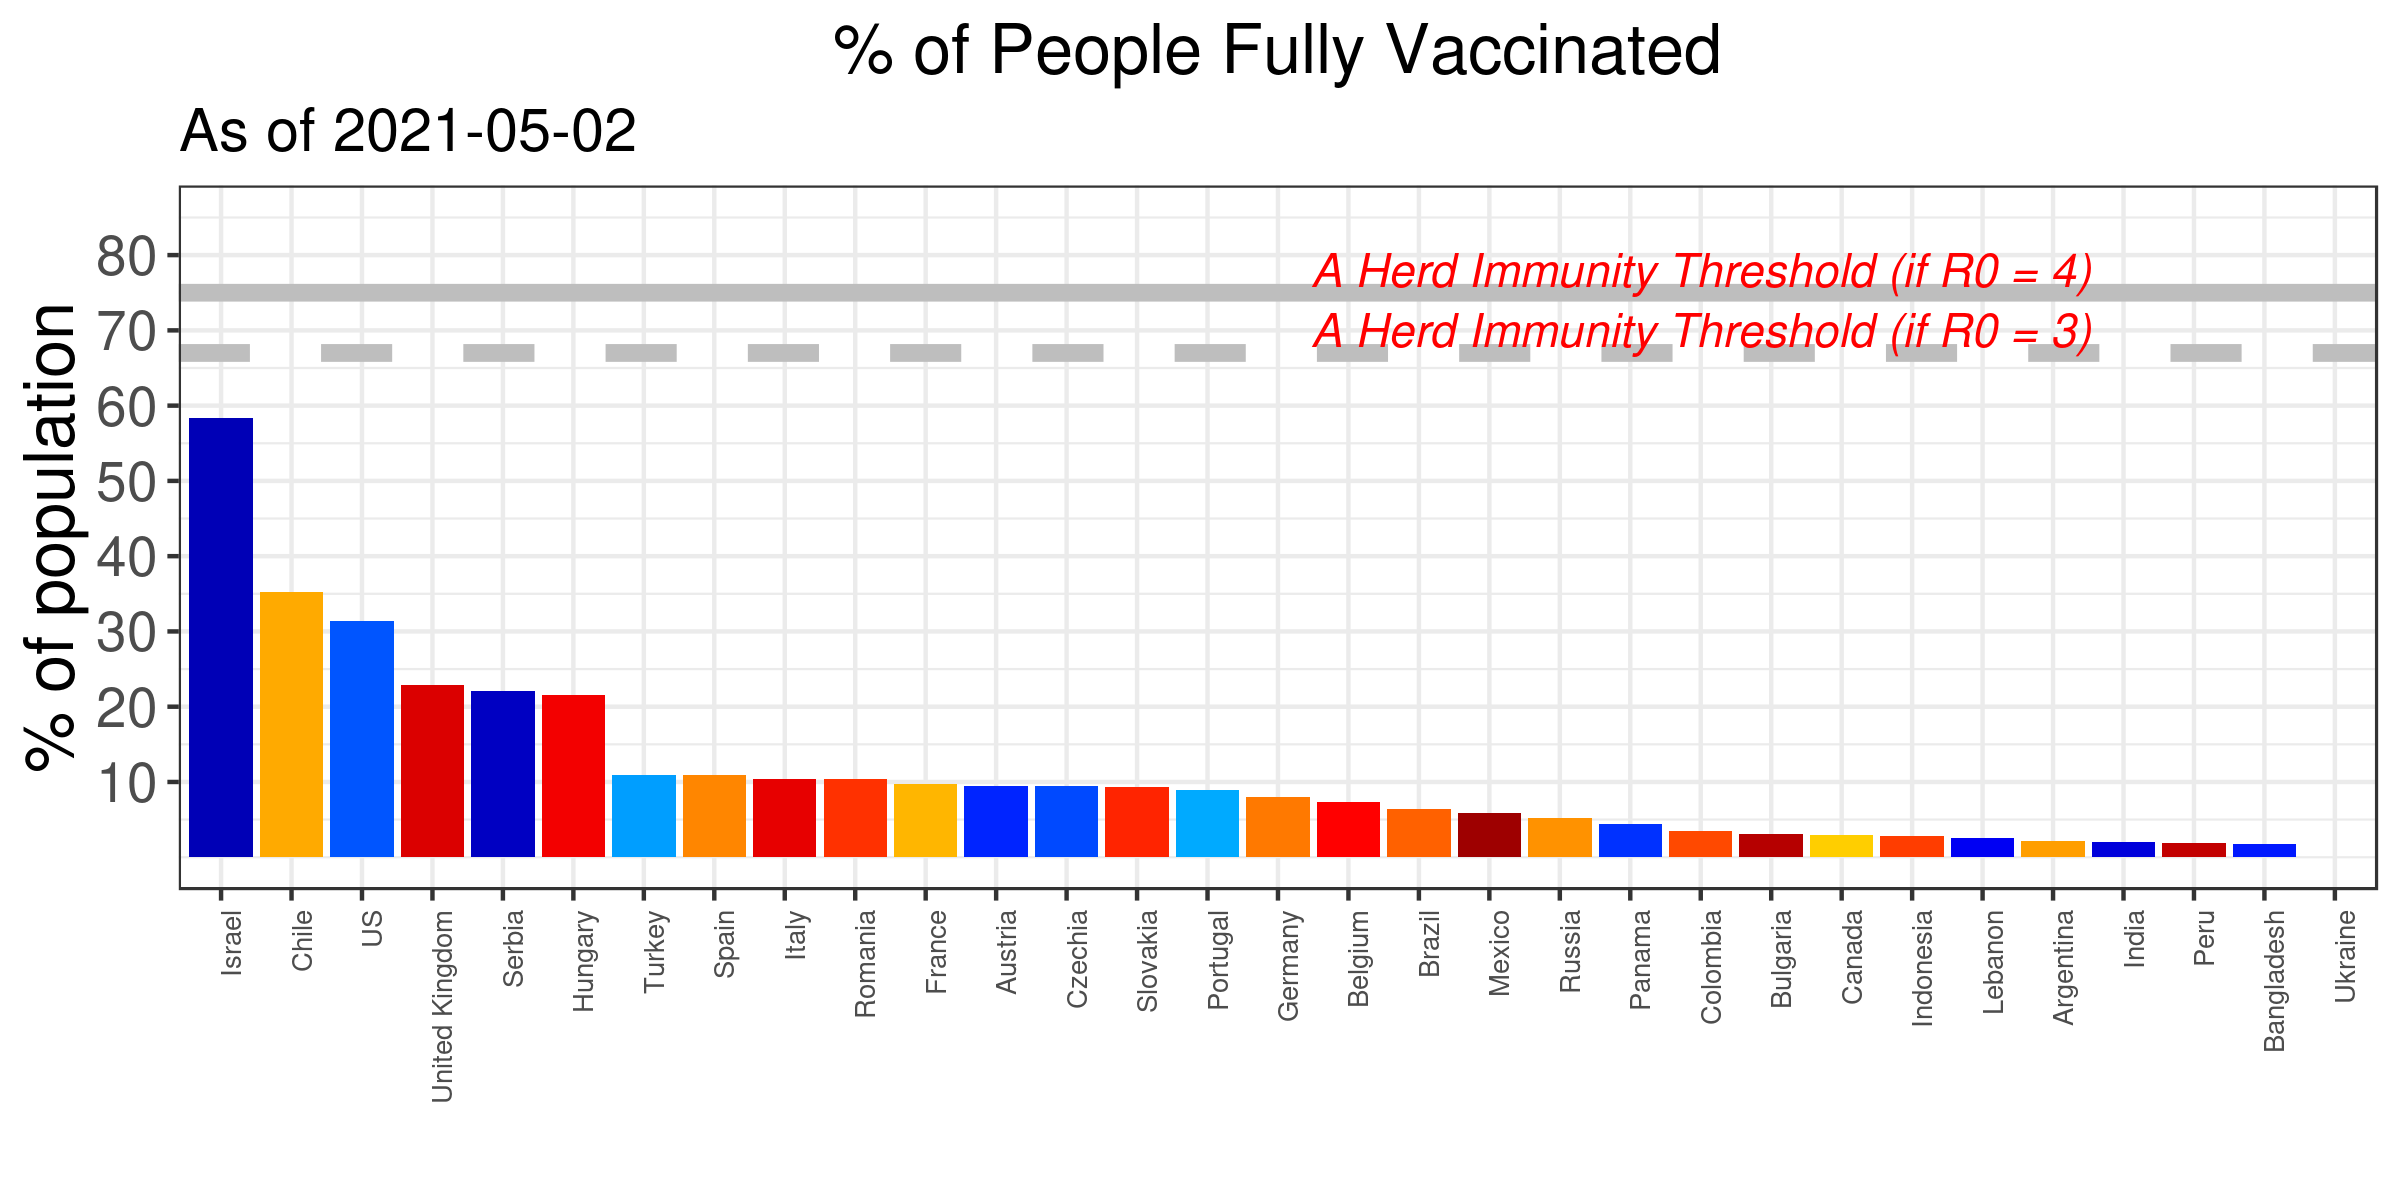 % of People Fully Vaccinated
As of 2021-05-02
% of population
80
70
60
50
40
30
20
10
A Herd Immunity Threshold (if R0 = 4)
A Herd Immunity Threshold (if R0 = 3)
Israel
Chile
US
United Kingdom
Serbia
Hungary
Turkey
Spain
Italy
Romania
France
Austria
Czechia
Slovakia
Portugal
Germany
Belgium
Brazil
Mexico
Russia
Panama
Colombia
Bulgaria
Canada
Indonesia
Lebanon
Argentina
India
Peru
Bangladesh
Ukraine